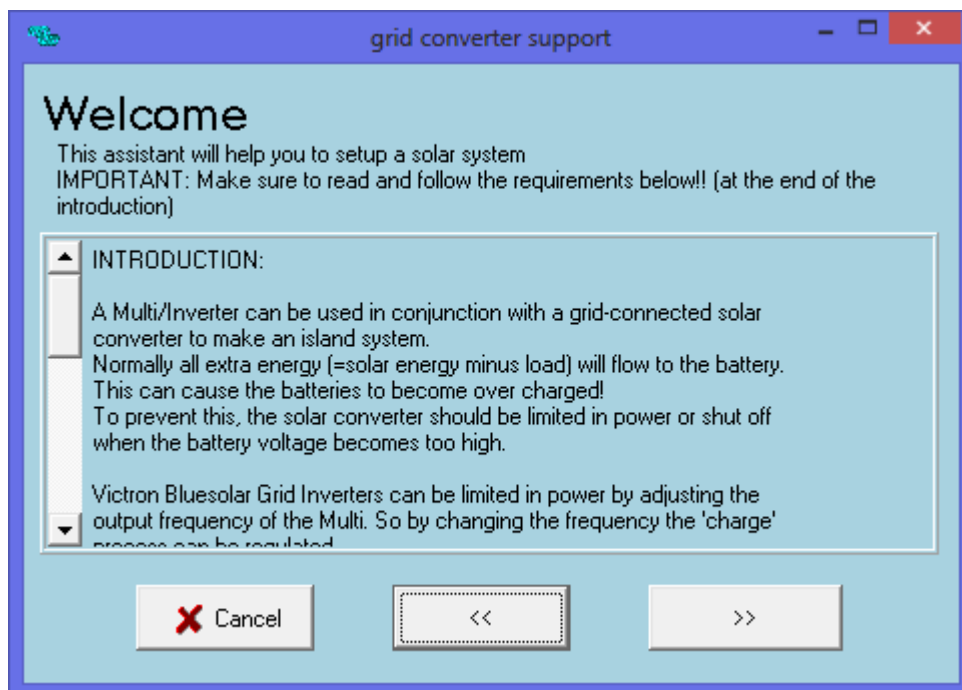 grid converter support
Welcome
This assistant will help you to setup a solar system
IMPORTANT: Make sure to read and follow the requirements below!! (at the end of the
introduction)
INTRODUCTION:
A Multi/Inverter can be used in conjunction with a grid-connected solar
converter to make an island system.
Normally all extra energy (=solar energy minus load) will flow to the battery.
This can cause the batteries to become over charged!
To prevent this, the solar converter should be limited in power or shut off
when the battery voltage becomes too high.
Victron Bluesolar Grid Inverters can be limited in power by adjusting the
output frequency of the Multi. So by changing the frequency the 'charge'
process can be regulated
Cancel
<<
>>